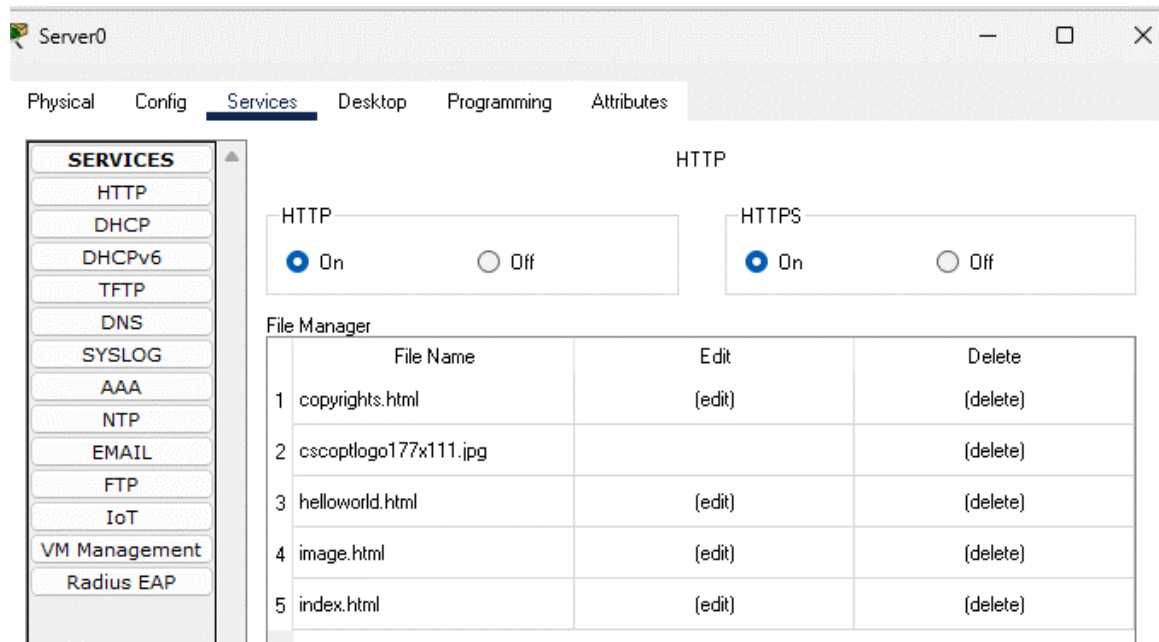 Server0
Physical Config Services Desktop Programming Attributes
SERVICES
HTTP
DHCP
DHCPv6
TFTP
DNS
SYSLOG
AAA
NTP
EMAIL
FTP
IoT
VM Management
Radius EAP
HTTP
HTTP HTTPS
On Off On Off
File Manager
File Name Edit Delete
1 copyrights.html (edit) (delete)
2 cscoptlogo177x111.jpg (delete)
3 helloworld.html (edit) (delete)
4 image.html (edit) (delete)
5 index.html (edit) (delete)